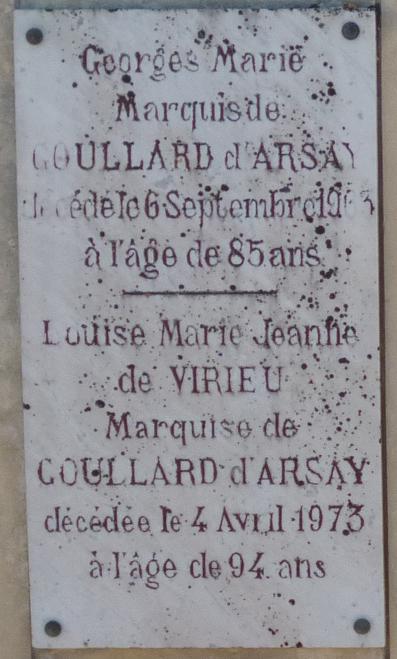 Georges Marie
Marquis de
GOULLARD d'ARSAY
décédé le 6 Septembre
à l'âge de 85 ans
Louise Marie Jeanne
de VIRIEU
Marquise de
GOULLARD d'ARSAY
décédée le 4 Avril 1973
à l'âge de 94 ans